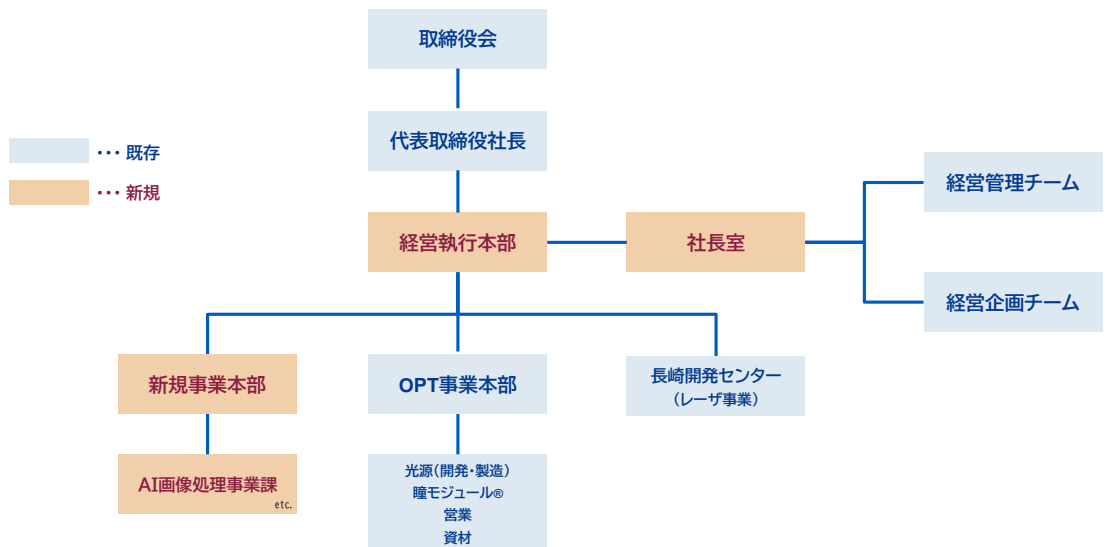 取締役会
代表取締役社長
･･･ 既存
･･･ 新規
経営管理チーム
経営執行本部
社長室
経営企画チーム
新規事業本部
OPT事業本部
長崎開発センター
（レーザ事業）
AI画像処理事業課
etc.
光源（開発・製造）
瞳モジュール®
営業
資材